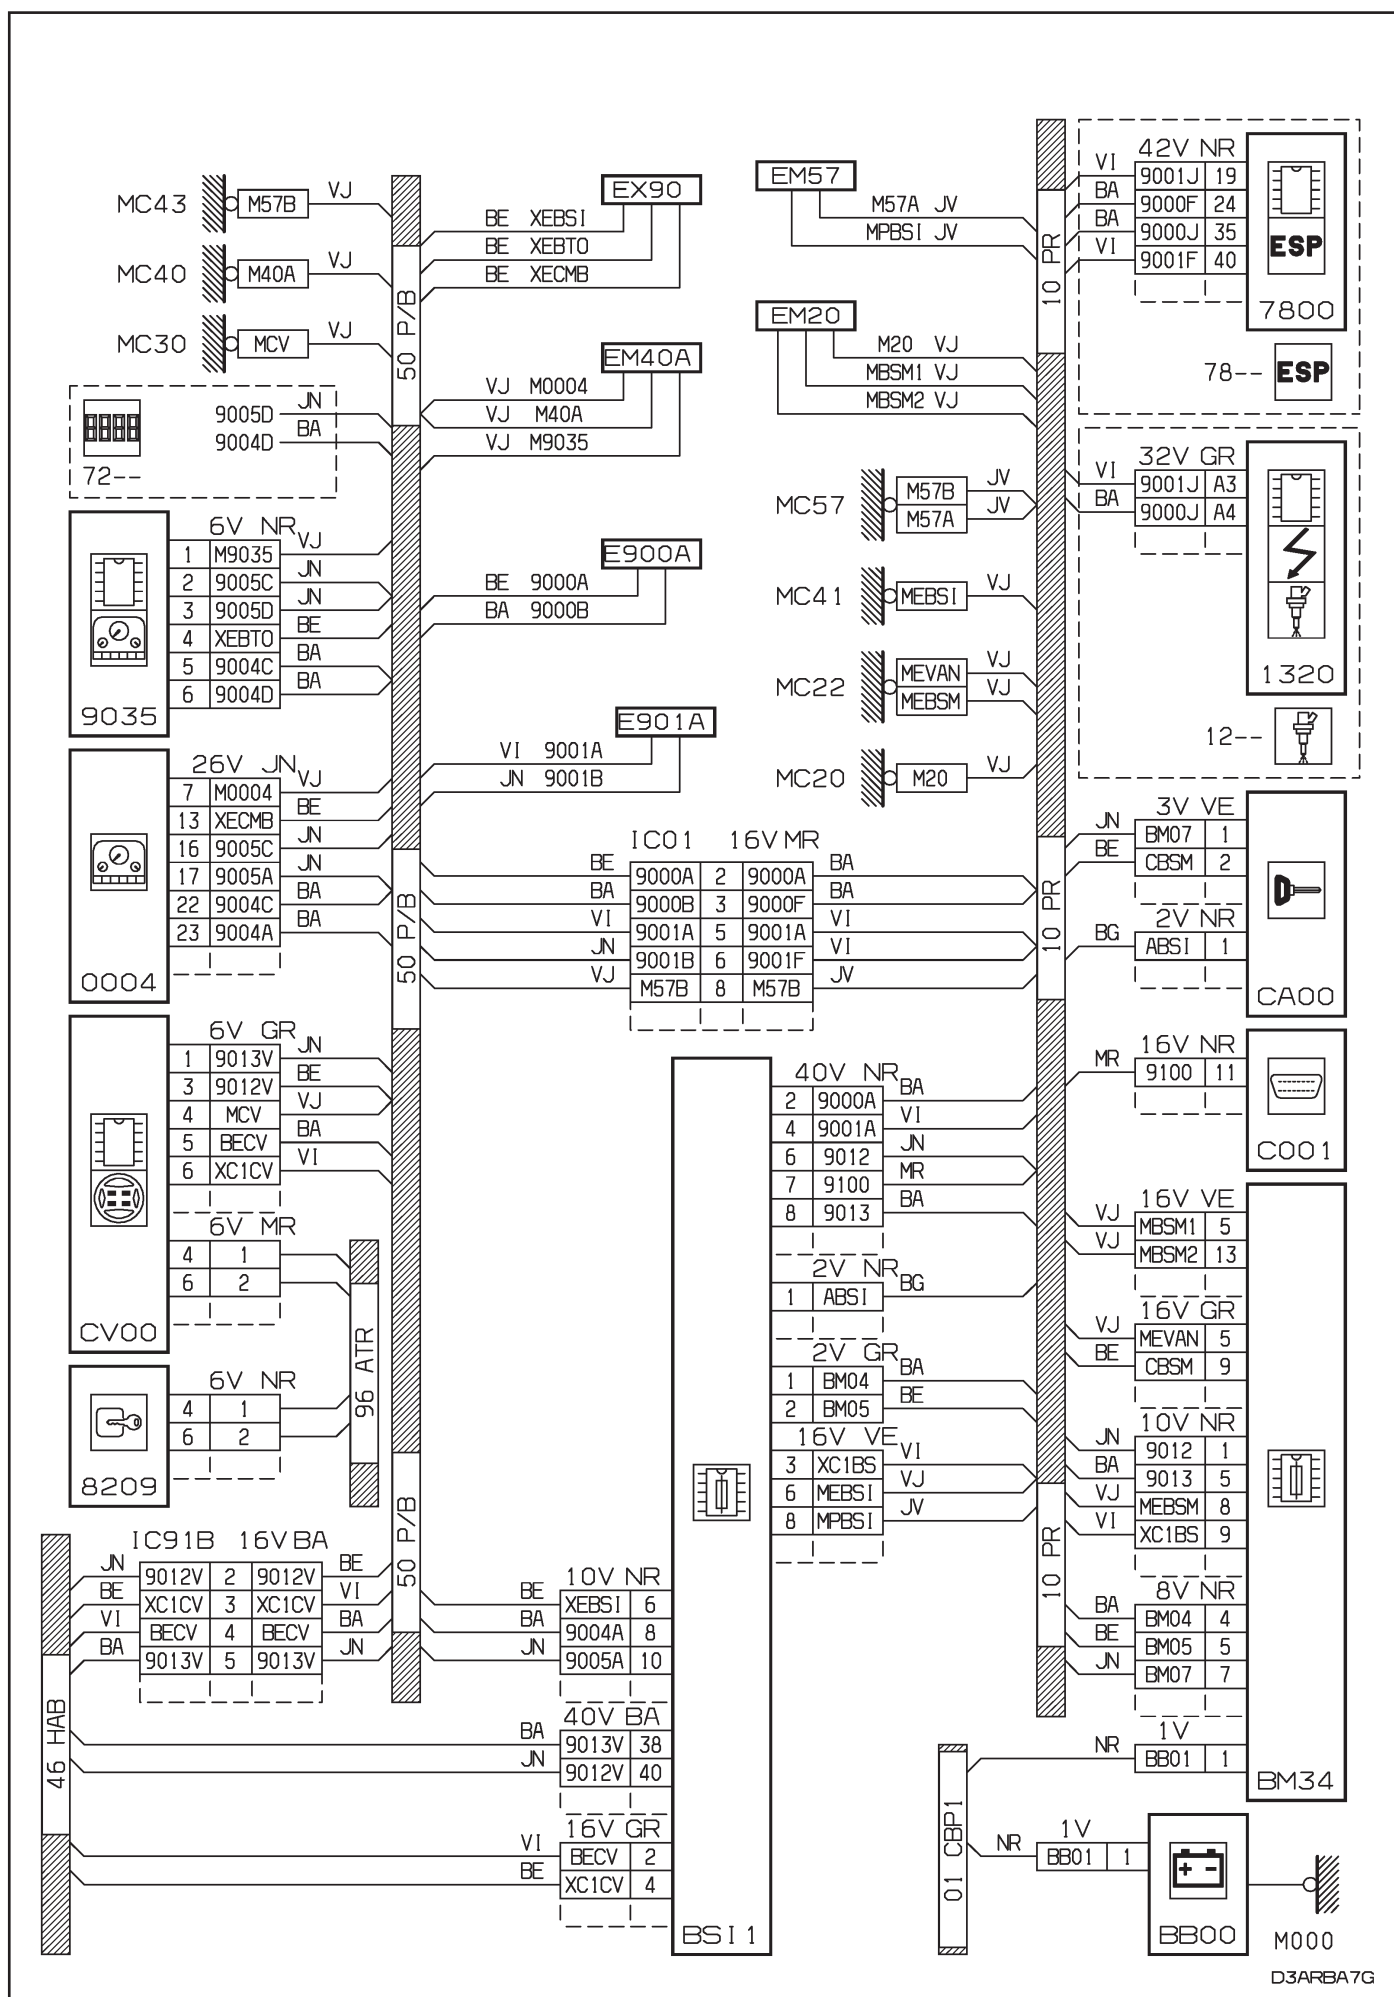 MC43 M57B VJ
MC40 M40A VJ
MC30 MCV VJ
50 P/B
EX90
BE XEBSI
BE XEBTO
BE XECMB
EM40A
VJ M0004
VJ M40A
VJ M9035
9005D JN
9004D BA
72--
6V NR
1 M9035 VJ
2 9005C JN
3 9005D JN
4 XEBTO BE
5 9004C BA
6 9004D BA
9035
E900A
BE 9000A
BA 9000B
E901A
VI 9001A
JN 9001B
26V JN
7 M0004 VJ
13 XECMB BE
16 9005C JN
17 9005A JN
22 9004C BA
23 9004A BA
0004
50 P/B
6V GR
1 9013V JN
3 9012V BE
4 MCV VJ
5 BECV BA
6 XC1CV VI
6V MR
4 1
6 2
CV00
96 ATR
6V NR
4 1
6 2
8209
50 P/B
IC91B 16V BA
JN 9012V 2 9012V BE
BE XC1CV 3 XC1CV VI
VI BECV 4 BECV BA
BA 9013V 5 9013V JN
46 HAB
EM57
M57A JV
MPBSI JV
EM20
M20 VJ
MBSM1 VJ
MBSM2 VJ
MC57
M57B JV
M57A JV
MC41 MEBSI VJ
MC22
MEVAN VJ
MEBSM VJ
MC20 M20 VJ
IC01 16V MR
BE 9000A 2 9000A BA
BA 9000B 3 9000F BA
VI 9001A 5 9001A VI
JN 9001B 6 9001F VI
VJ M57B 8 M57B JV
10 PR
10 PR
10 PR
42V NR
VI 9001J 19
BA 9000F 24
BA 9000J 35
VI 9001F 40
ESP
7800
78-- ESP
32V GR
VI 9001J A3
BA 9000J A4
1320
12--
3V VE
JN BM07 1
BE CBSM 2
2V NR
BG ABSI 1
CA00
16V NR
MR 9100 11
C001
16V VE
VJ MBSM1 5
VJ MBSM2 13
16V GR
VJ MEVAN 5
BE CBSM 9
10V NR
JN 9012 1
BA 9013 5
VJ MEBSM 8
VI XC1BS 9
8V NR
BA BM04 4
BE BM05 5
JN BM07 7
1V
NR BB01 1
BM34
40V NR
2 9000A BA
4 9001A VI
6 9012 JN
7 9100 MR
8 9013 BA
2V NR
1 ABSI BG
2V GR
1 BM04 BA
2 BM05 BE
16V VE
3 XC1BS VI
6 MEBSI VJ
8 MPBSI JV
10V NR
BE XEBSI 6
BA 9004A 8
JN 9005A 10
40V BA
BA 9013V 38
JN 9012V 40
16V GR
VI BECV 2
BE XC1CV 4
BSI1
01 CBP1
1V
NR BB01 1
+ -
BB00
M000
D3ARBA7G